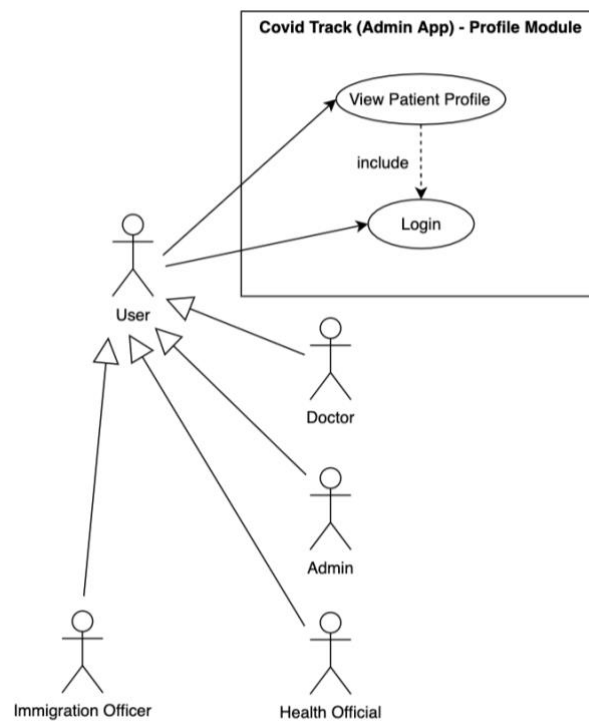 Covid Track (Admin App) - Profile Module
View Patient Profile
include
Login
User
Doctor
Admin
Immigration Officer
Health Official